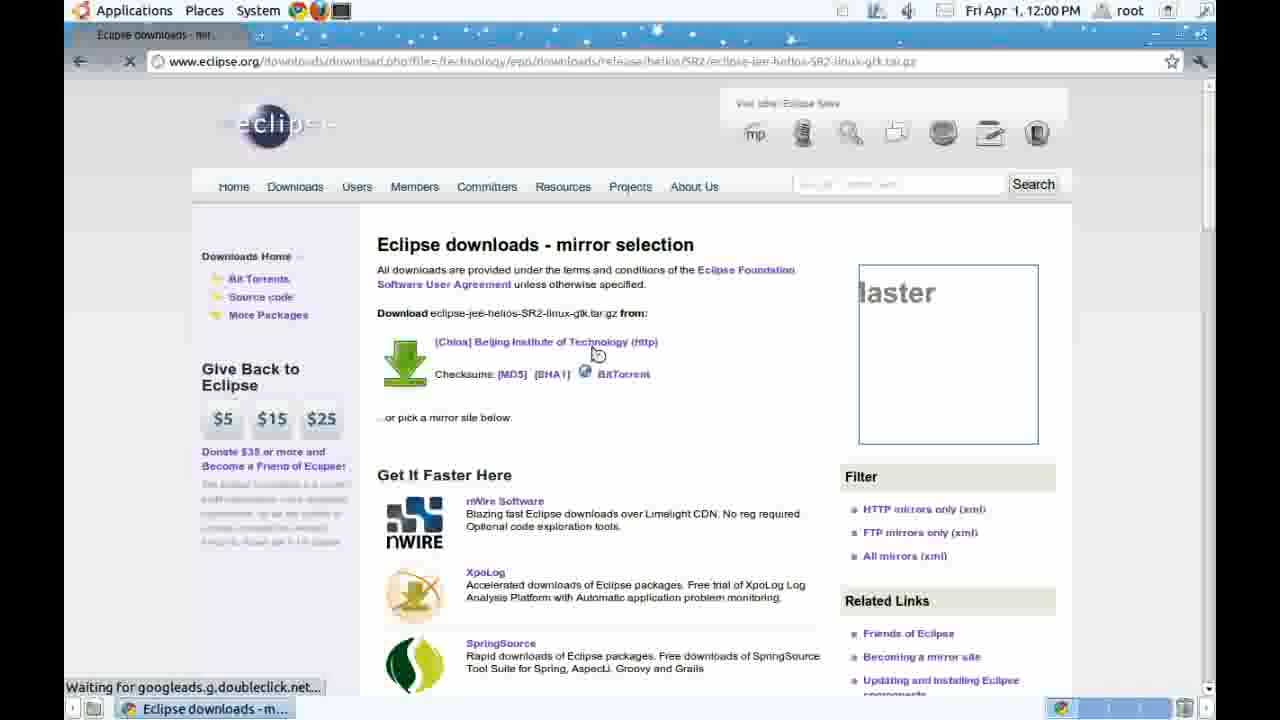 Applications Places System Fri Apr 1, 12:00 PM root
Eclipse downloads - mir...
www.eclipse.org/downloads/download.php?file=/technology/epp/downloads/release/helios/SR2/eclipse-jee-helios-SR2-linux-gtk.tar.gz
eclipse
mp
Home Downloads Users Members Committers Resources Projects About Us Search
Downloads Home
Bit Torrents
Source code
More Packages
Give Back to
Eclipse
$5 $15 $25
Donate $35 or more and
Become a Friend of Eclipse!
Eclipse downloads - mirror selection
All downloads are provided under the terms and conditions of the Eclipse Foundation
Software User Agreement unless otherwise specified.
Download eclipse-jee-helios-SR2-linux-gtk.tar.gz from:
[China] Beijing Institute of Technology (http)
Checksums: [MD5] [SHA1] BitTorrent
...or pick a mirror site below.
Get It Faster Here
nWire Software
Blazing fast Eclipse downloads over Limelight CDN. No reg required.
Optional code exploration tools.
NWIRE
XpoLog
Accelerated downloads of Eclipse packages. Free trial of XpoLog Log
Analysis Platform with Automatic application problem monitoring.
SpringSource
Rapid downloads of Eclipse packages. Free downloads of SpringSource
Tool Suite for Spring, AspectJ, Groovy and Grails
Filter
HTTP mirrors only (xml)
FTP mirrors only (xml)
All mirrors (xml)
Related Links
Friends of Eclipse
Becoming a mirror site
Updating and Installing Eclipse
components
Waiting for googleads.g.doubleclick.net...
Eclipse downloads - m...